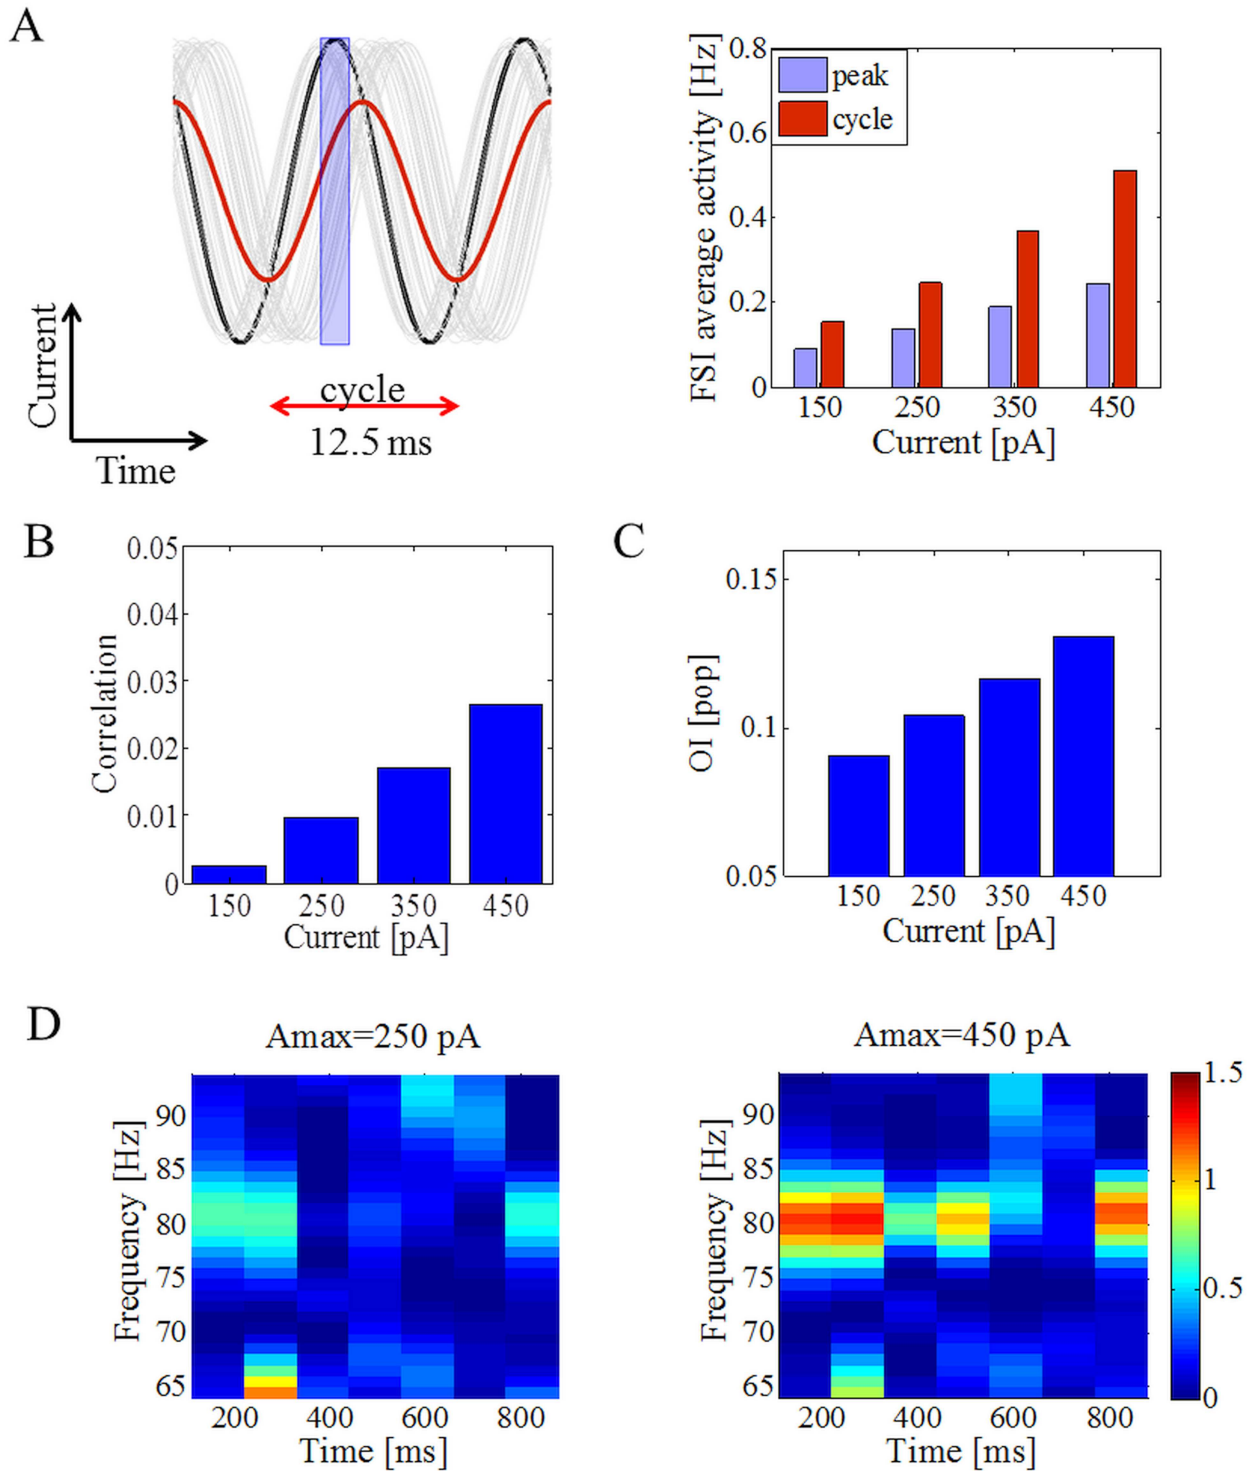 A
Current
Time
cycle
12.5 ms
FSI average activity [Hz]
0.8
0.6
0.4
0.2
0
peak
cycle
150 250 350 450
Current [pA]
B
Correlation
0.05
0.04
0.03
0.02
0.01
0
150 250 350 450
Current [pA]
C
OI [pop]
0.15
0.1
0.05
150 250 350 450
Current [pA]
D
Amax=250 pA
Frequency [Hz]
90
85
80
75
70
65
200 400 600 800
Time [ms]
Amax=450 pA
Frequency [Hz]
90
85
80
75
70
65
200 400 600 800
Time [ms]
1.5
1
0.5
0